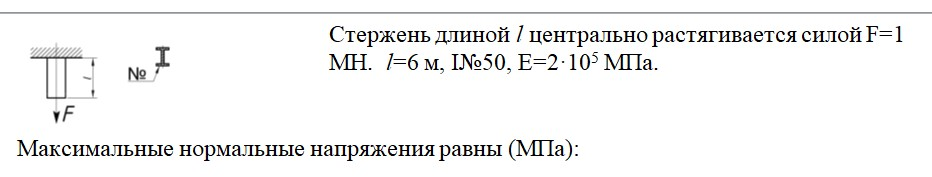 Стержень длиной l центрально растягивается силой F=1
МН. l=6 м, I№50, E=2·10⁵ МПа.
№
l
F
Максимальные нормальные напряжения равны (МПа):